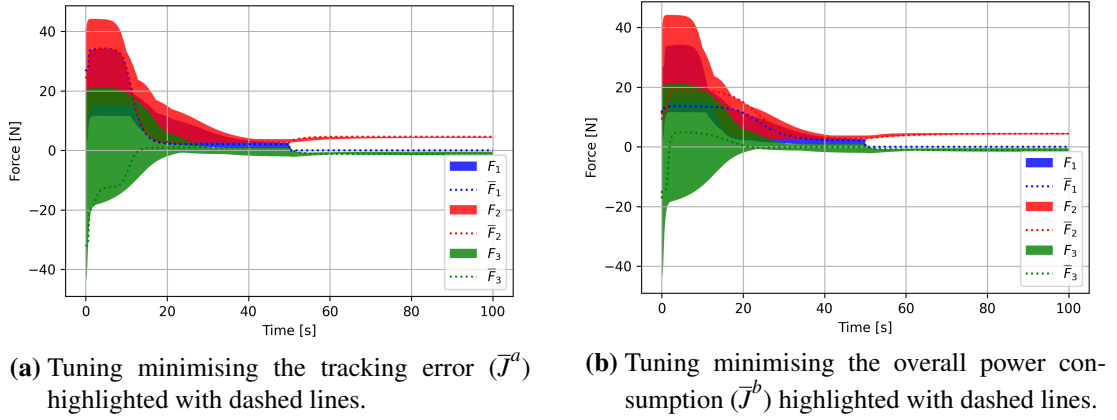 40
20
0
−20
−40
Force [N]
0
20
40
60
80
100
Time [s]
F₁
F̅₁
F₂
F̅₂
F₃
F̅₃
(a) Tuning minimising the tracking error (J̅ᵃ)
highlighted with dashed lines.
40
20
0
−20
−40
Force [N]
0
20
40
60
80
100
Time [s]
F₁
F̅₁
F₂
F̅₂
F₃
F̅₃
(b) Tuning minimising the overall power con-
sumption (J̅ᵇ) highlighted with dashed lines.